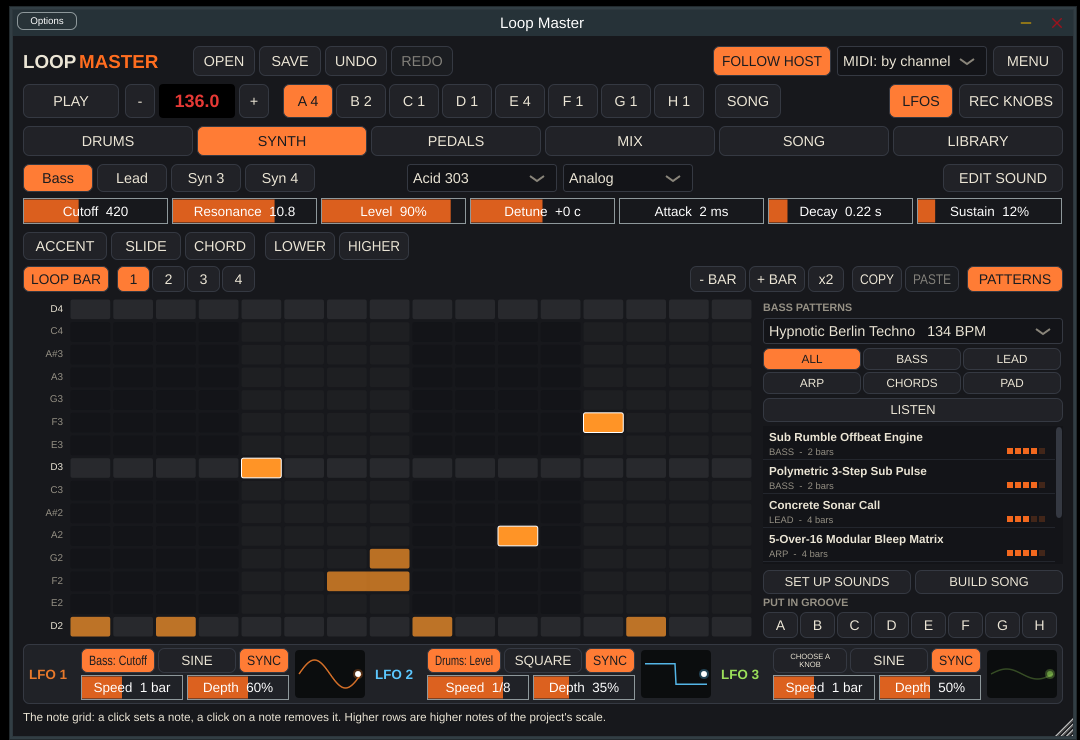 Options Loop Master
LOOPMASTER OPEN SAVE UNDO REDO FOLLOW HOST MIDI: by channel MENU
PLAY - 136.0 + A 4 B 2 C 1 D 1 E 4 F 1 G 1 H 1 SONG LFOS REC KNOBS
DRUMS SYNTH PEDALS MIX SONG LIBRARY
Bass Lead Syn 3 Syn 4 Acid 303 Analog EDIT SOUND
Cutoff 420 Resonance 10.8 Level 90% Detune +0 c Attack 2 ms Decay 0.22 s Sustain 12%
ACCENT SLIDE CHORD LOWER HIGHER
LOOP BAR 1 2 3 4 - BAR + BAR x2 COPY PASTE PATTERNS
D4
C4
A#3
A3
G3
F3
E3
D3
C3
A#2
A2
G2
F2
E2
D2
BASS PATTERNS
Hypnotic Berlin Techno 134 BPM
ALL BASS LEAD
ARP CHORDS PAD
LISTEN
Sub Rumble Offbeat Engine
BASS - 2 bars
Polymetric 3-Step Sub Pulse
BASS - 2 bars
Concrete Sonar Call
LEAD - 4 bars
5-Over-16 Modular Bleep Matrix
ARP - 4 bars
SET UP SOUNDS BUILD SONG
PUT IN GROOVE
A B C D E F G H
LFO 1 Bass: Cutoff SINE SYNC
Speed 1 bar Depth 60%
LFO 2 Drums: Level SQUARE SYNC
Speed 1/8 Depth 35%
LFO 3 CHOOSE A KNOB SINE SYNC
Speed 1 bar Depth 50%
The note grid: a click sets a note, a click on a note removes it. Higher rows are higher notes of the project's scale.